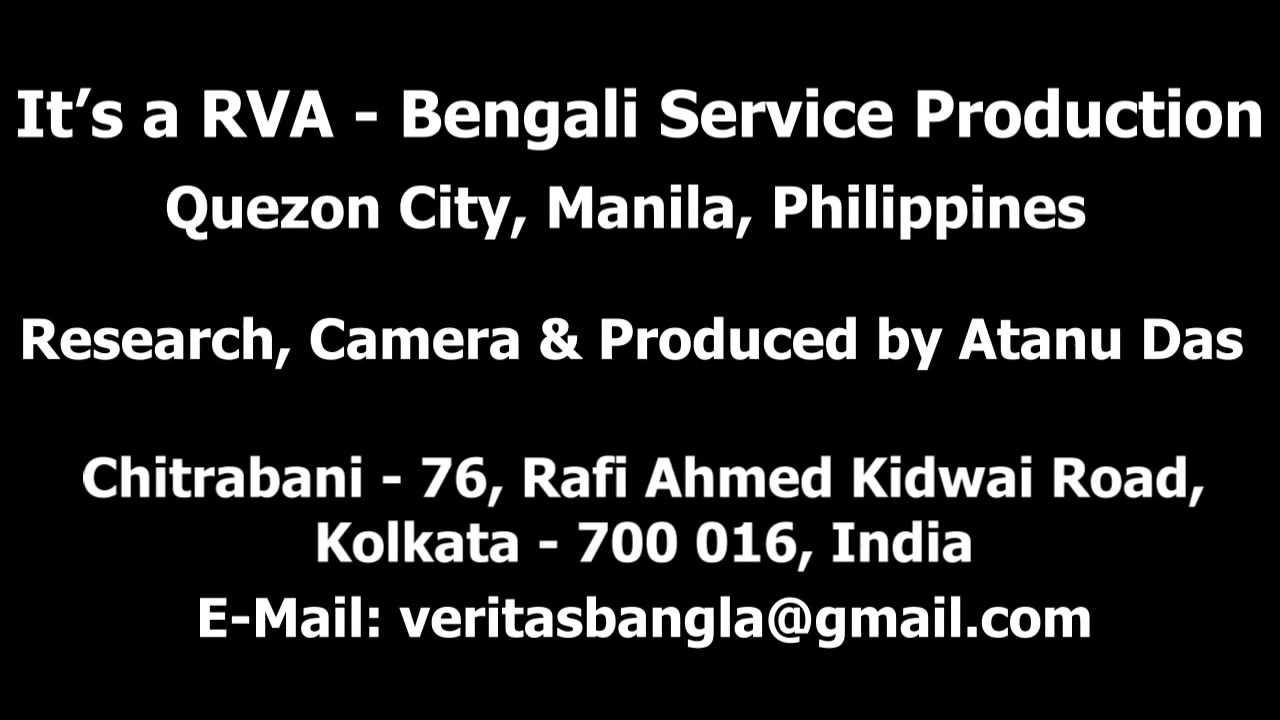 It’s a RVA - Bengali Service Production
Quezon City, Manila, Philippines
Research, Camera & Produced by Atanu Das
Chitrabani - 76, Rafi Ahmed Kidwai Road,
Kolkata - 700 016, India
E-Mail: veritasbangla@gmail.com